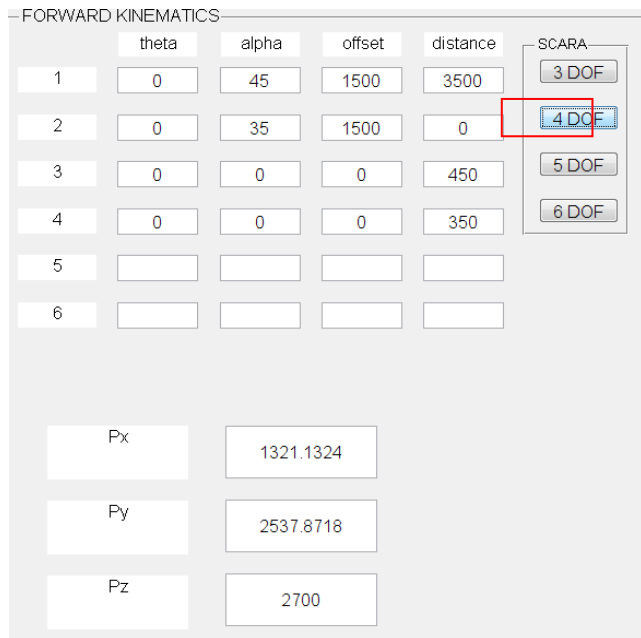 FORWARD KINEMATICS
theta alpha offset distance SCARA
1 0 45 1500 3500 3 DOF
2 0 35 1500 0 4 DOF
3 0 0 0 450 5 DOF
4 0 0 0 350 6 DOF
5
6
Px 1321.1324
Py 2537.8718
Pz 2700